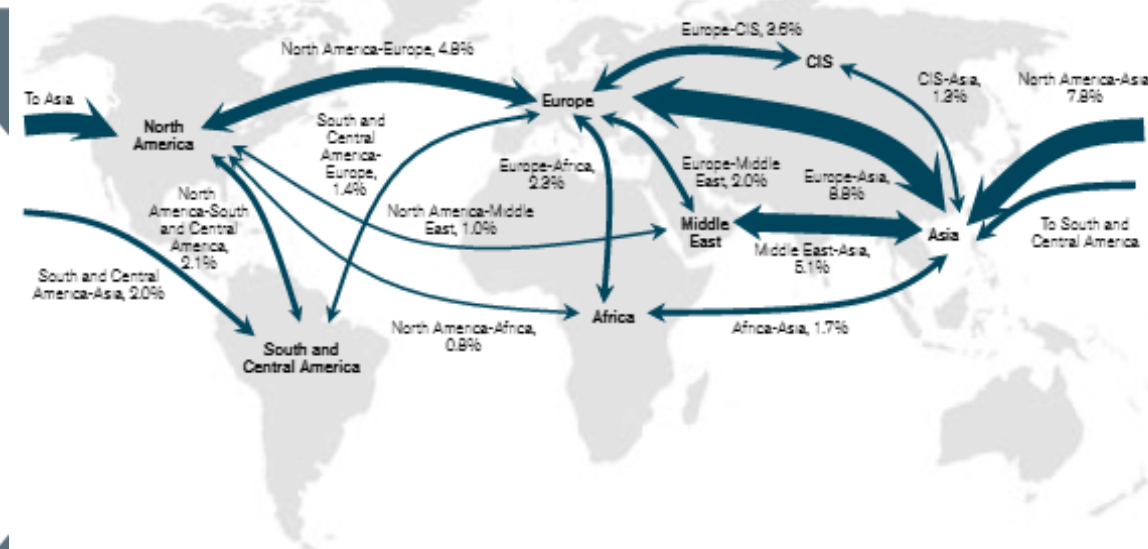 Europe-CIS, 3.6%
North America-Europe, 4.8%
CIS
CIS-Asia,
1.3%
North America-Asia
7.8%
To Asia
Europe
North
America
South and
Central
America-
Europe,
1.4%
Europe-Africa,
2.3%
Europe-Middle
East, 2.0%
Europe-Asia,
8.8%
North
America-South
and Central
America,
2.1%
North America-Middle
East, 1.0%
Middle
East
Asia
To South and
Central America
Middle East-Asia,
5.1%
South and Central
America-Asia, 2.0%
North America-Africa,
0.8%
Africa
Africa-Asia, 1.7%
South and
Central America